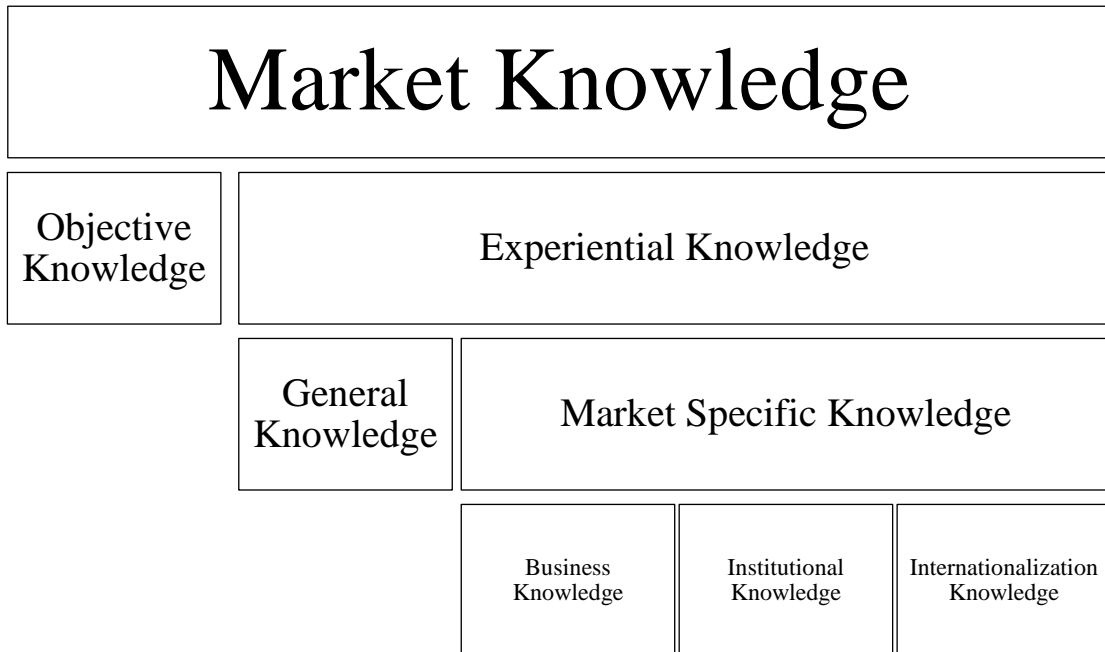 Market Knowledge
Objective
Knowledge
Experiential Knowledge
General
Knowledge
Market Specific Knowledge
Business
Knowledge
Institutional
Knowledge
Internationalization
Knowledge